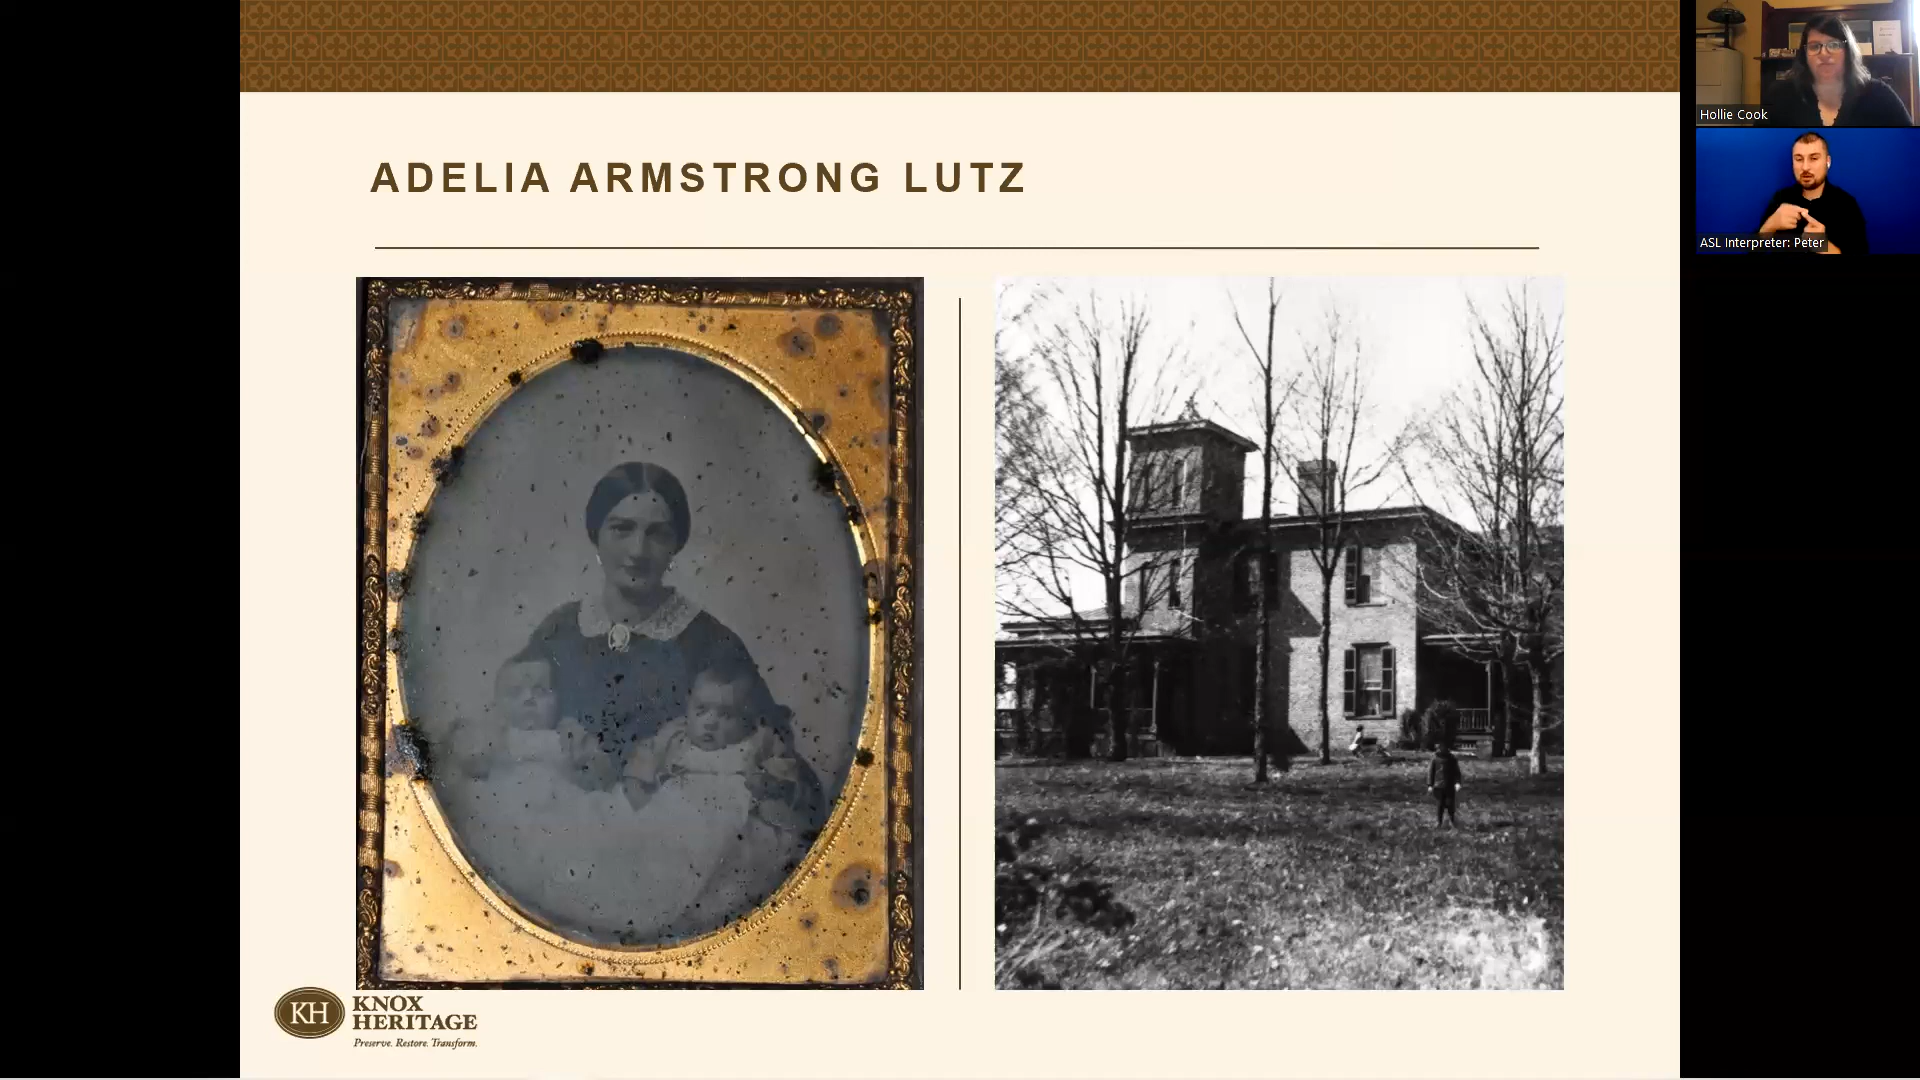 ADELIA ARMSTRONG LUTZ
KH
KNOX
HERITAGE
Preserve. Restore. Transform.
Hollie Cook
ASL Interpreter: Peter